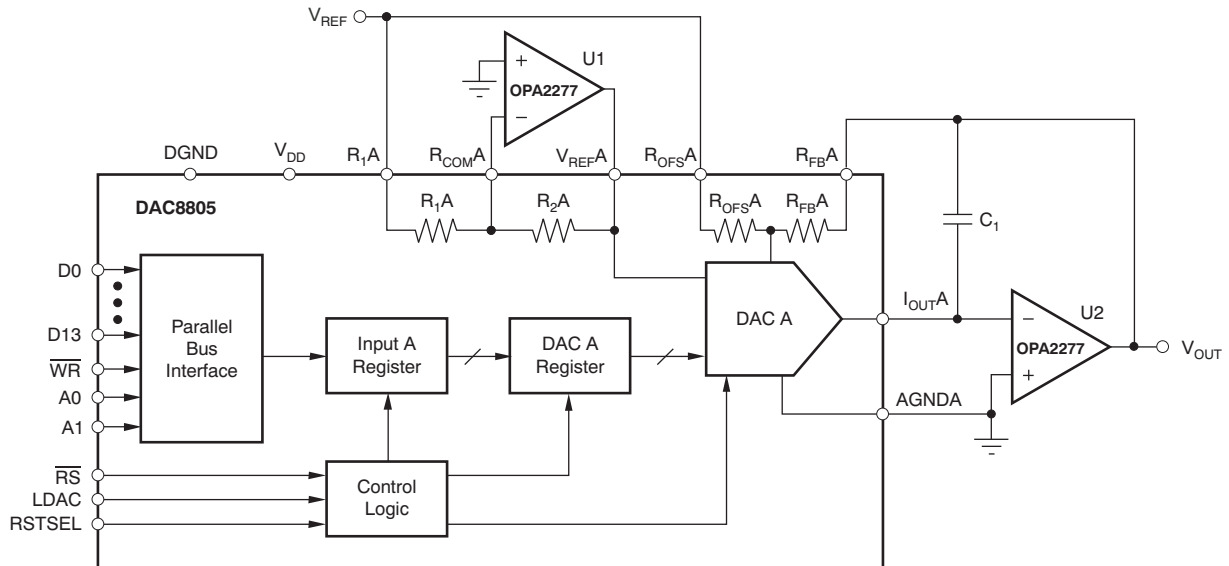 V_REF
U1
+
OPA2277
−
DGND
V_DD
R_1A
R_COMA
V_REFA
R_OFSA
R_FBA
DAC8805
R_1A
R_2A
R_OFSA
R_FBA
C_1
D0
D13
WR
A0
A1
Parallel
Bus
Interface
Input A
Register
DAC A
Register
DAC A
I_OUTA
−
U2
OPA2277
+
V_OUT
AGNDA
RS
LDAC
RSTSEL
Control
Logic